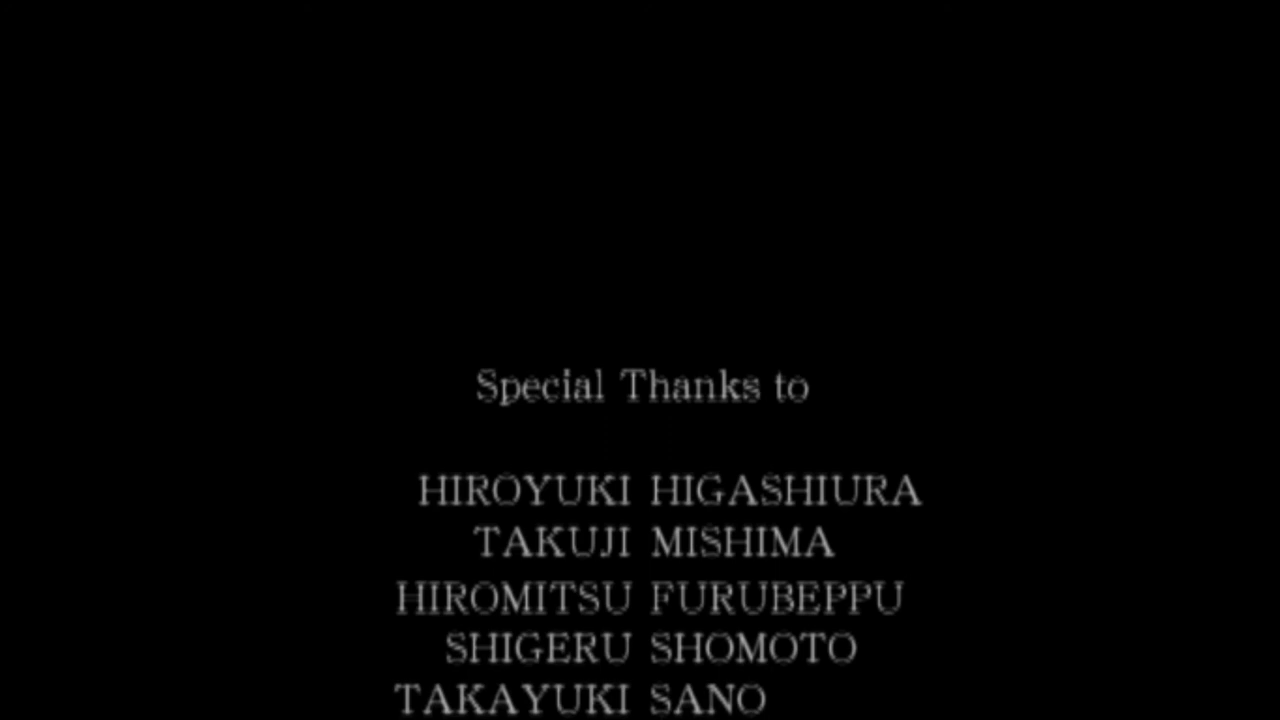 Special Thanks to
HIROYUKI HIGASHIURA
TAKUJI MISHIMA
HIROMITSU FURUBEPPU
SHIGERU SHOMOTO
TAKAYUKI SANO